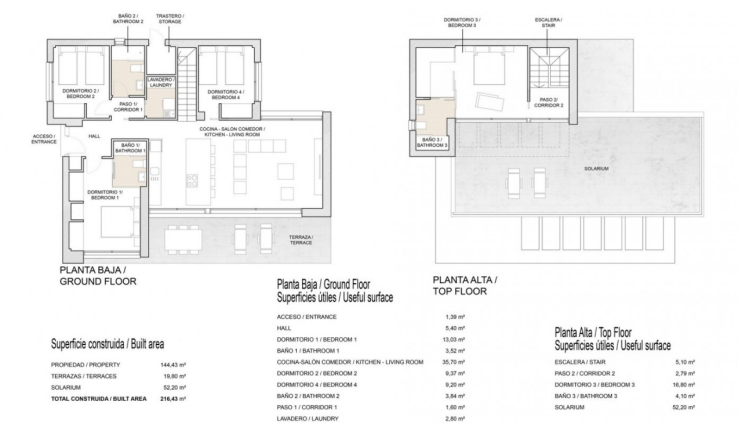 BAÑO 2 /
BATHROOM 2
TRASTERO /
STORAGE
DORMITORIO 2 /
BEDROOM 2
LAVADERO /
LAUNDRY
DORMITORIO 4 /
BEDROOM 4
PASO 1/
CORRIDOR 1
ACCESO /
ENTRANCE
HALL
COCINA -SALÓN COMEDOR /
KITCHEN - LIVING ROOM
BAÑO 1/
BATHROOM 1
DORMITORIO 1/
BEDROOM 1
TERRAZA /
TERRACE
PLANTA BAJA /
GROUND FLOOR
DORMITORIO 3 /
BEDROOM 3
ESCALERA /
STAIR
PASO 2/
CORRIDOR 2
BAÑO 3 /
BATHROOM 3
SOLARIUM
PLANTA ALTA /
TOP FLOOR
Superficie construida / Built area
PROPIEDAD / PROPERTY 144,43 m²
TERRAZAS / TERRACES 19,80 m²
SOLARIUM 52,20 m²
TOTAL CONSTRUIDA / BUILT AREA 216,43 m²
Planta Baja / Ground Floor
Superficies útiles / Useful surface
ACCESO / ENTRANCE 1,39 m²
HALL 5,40 m²
DORMITORIO 1 / BEDROOM 1 13,03 m²
BAÑO 1 / BATHROOM 1 3,52 m²
COCINA-SALÓN COMEDOR / KITCHEN - LIVING ROOM 35,70 m²
DORMITORIO 2 / BEDROOM 2 9,37 m²
DORMITORIO 4 / BEDROOM 4 9,20 m²
BAÑO 2 / BATHROOM 2 3,84 m²
PASO 1 / CORRIDOR 1 1,60 m²
LAVADERO / LAUNDRY 2,80 m²
Planta Alta / Top Floor
Superficies útiles / Useful surface
ESCALERA / STAIR 5,10 m²
PASO 2 / CORRIDOR 2 2,79 m²
DORMITORIO 3 / BEDROOM 3 16,80 m²
BAÑO 3 / BATHROOM 3 4,10 m²
SOLARIUM 52,20 m²